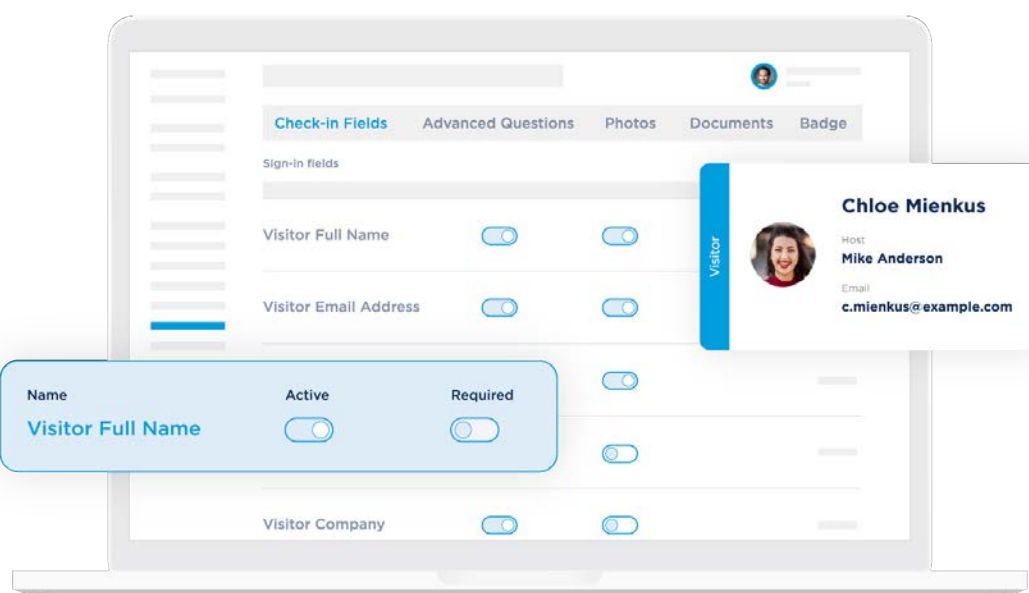 Check-in Fields Advanced Questions Photos Documents Badge
Sign-in fields
Visitor Full Name
Visitor Email Address
Visitor Company
Visitor
Chloe Mienkus
Host
Mike Anderson
Email
c.mienkus@example.com
Name Active Required
Visitor Full Name